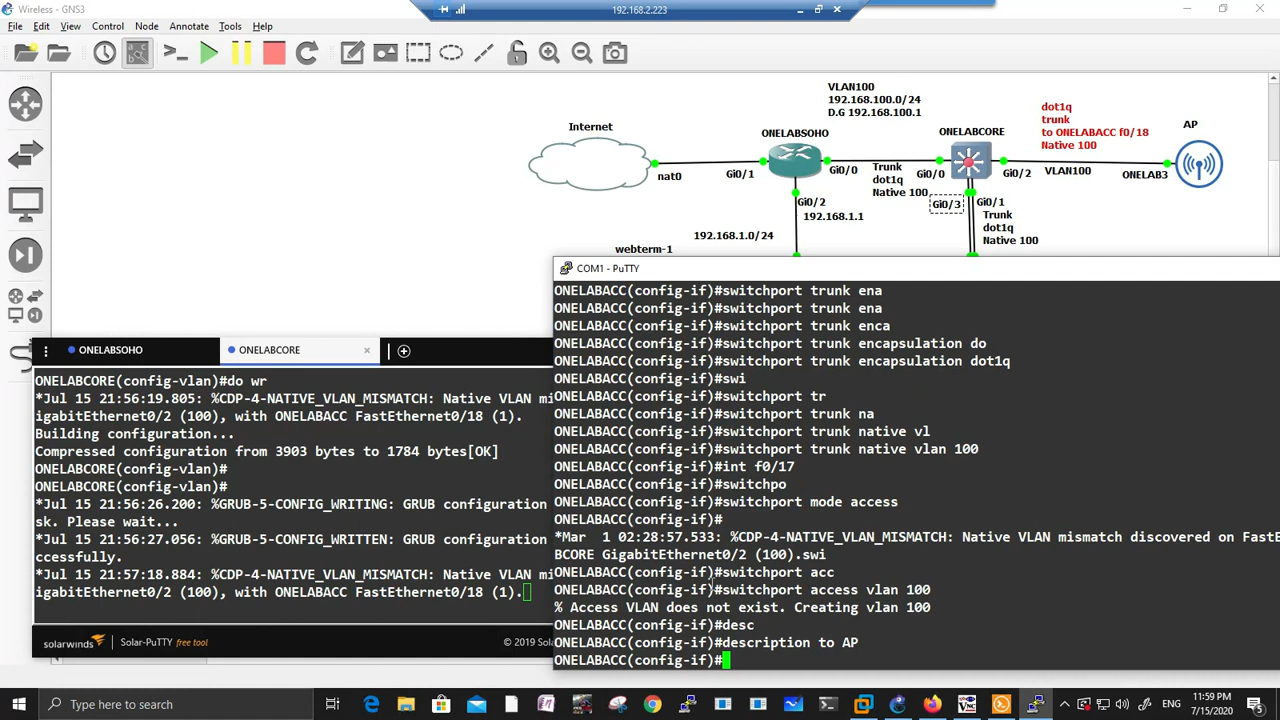 Wireless - GNS3
192.168.2.223
File Edit View Control Node Annotate Tools Help
VLAN100
192.168.100.0/24
D.G 192.168.100.1
dot1q
trunk
to ONELABACC f0/18
Native 100
Internet
ONELABSOHO
ONELABCORE
AP
nat0
Gi0/1
Gi0/0
Trunk
dot1q
Native 100
Gi0/0
Gi0/2
VLAN100
ONELAB3
Gi0/2
192.168.1.1
Gi0/3
Gi0/1
Trunk
dot1q
Native 100
192.168.1.0/24
webterm-1
COM1 - PuTTY
ONELABACC(config-if)#switchport trunk ena
ONELABACC(config-if)#switchport trunk ena
ONELABACC(config-if)#switchport trunk enca
ONELABACC(config-if)#switchport trunk encapsulation do
ONELABACC(config-if)#switchport trunk encapsulation dot1q
ONELABACC(config-if)#swi
ONELABACC(config-if)#switchport tr
ONELABACC(config-if)#switchport trunk na
ONELABACC(config-if)#switchport trunk native vl
ONELABACC(config-if)#switchport trunk native vlan 100
ONELABACC(config-if)#int f0/17
ONELABACC(config-if)#switchpo
ONELABACC(config-if)#switchport mode access
ONELABACC(config-if)#
*Mar  1 02:28:57.533: %CDP-4-NATIVE_VLAN_MISMATCH: Native VLAN mismatch discovered on FastE
BCORE GigabitEthernet0/2 (100).swi
ONELABACC(config-if)#switchport acc
ONELABACC(config-if)#switchport access vlan 100
% Access VLAN does not exist. Creating vlan 100
ONELABACC(config-if)#desc
ONELABACC(config-if)#description to AP
ONELABACC(config-if)#
ONELABSOHO
ONELABCORE
ONELABCORE(config-vlan)#do wr
*Jul 15 21:56:19.805: %CDP-4-NATIVE_VLAN_MISMATCH: Native VLAN mi
igabitEthernet0/2 (100), with ONELABACC FastEthernet0/18 (1).
Building configuration...
Compressed configuration from 3903 bytes to 1784 bytes[OK]
ONELABCORE(config-vlan)#
ONELABCORE(config-vlan)#
*Jul 15 21:56:26.200: %GRUB-5-CONFIG_WRITING: GRUB configuration
sk. Please wait...
*Jul 15 21:56:27.056: %GRUB-5-CONFIG_WRITTEN: GRUB configuration
ccessfully.
*Jul 15 21:57:18.884: %CDP-4-NATIVE_VLAN_MISMATCH: Native VLAN mi
igabitEthernet0/2 (100), with ONELABACC FastEthernet0/18 (1).
solarwinds Solar-PuTTY free tool
© 2019 Solar
Type here to search
ENG
11:59 PM
7/15/2020